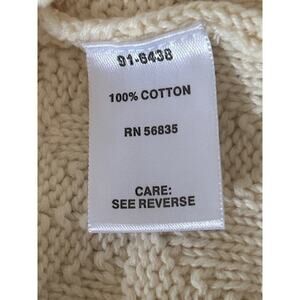 91-6438
100% COTTON
RN 56835
CARE:
SEE REVERSE